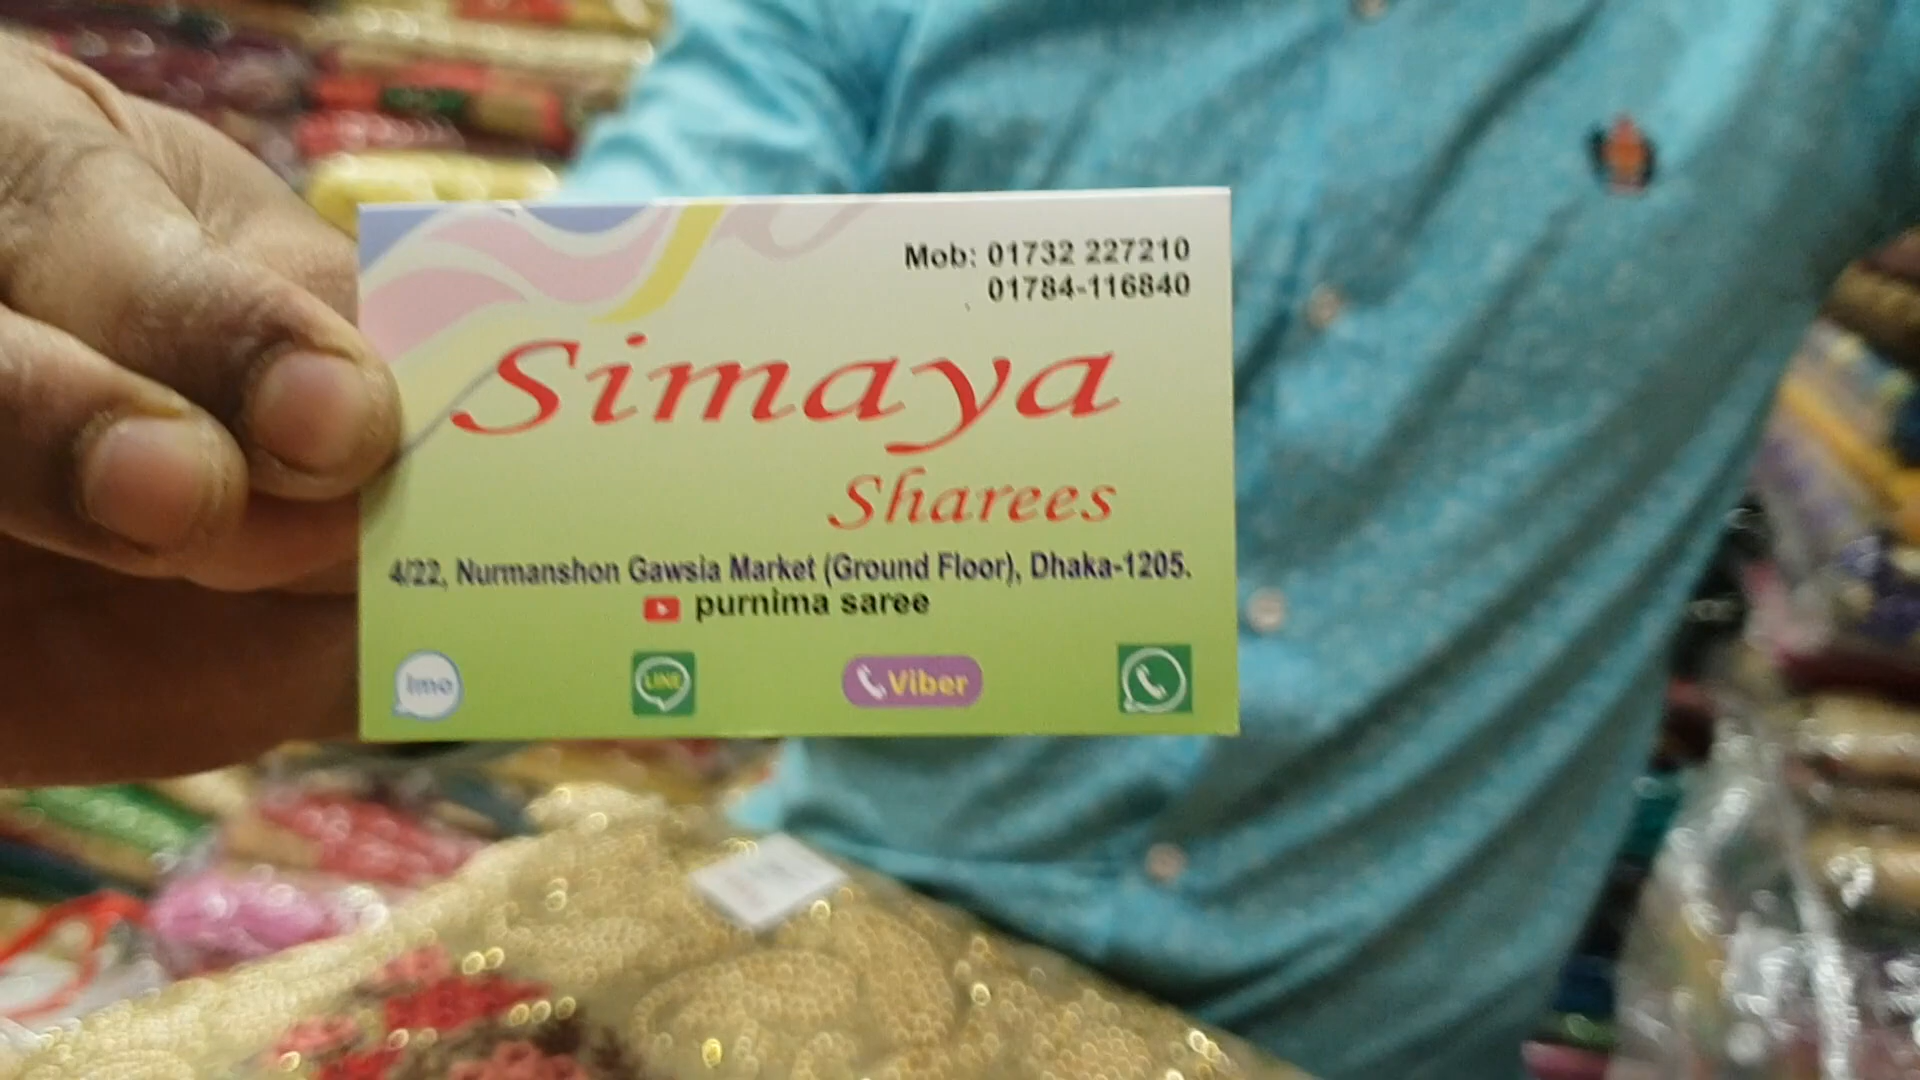 Mob: 01732 227210
01784-116840
Simaya
Sharees
4/22, Nurmanshon Gawsia Market (Ground Floor), Dhaka-1205.
purnima saree
Imo
LINE
Viber